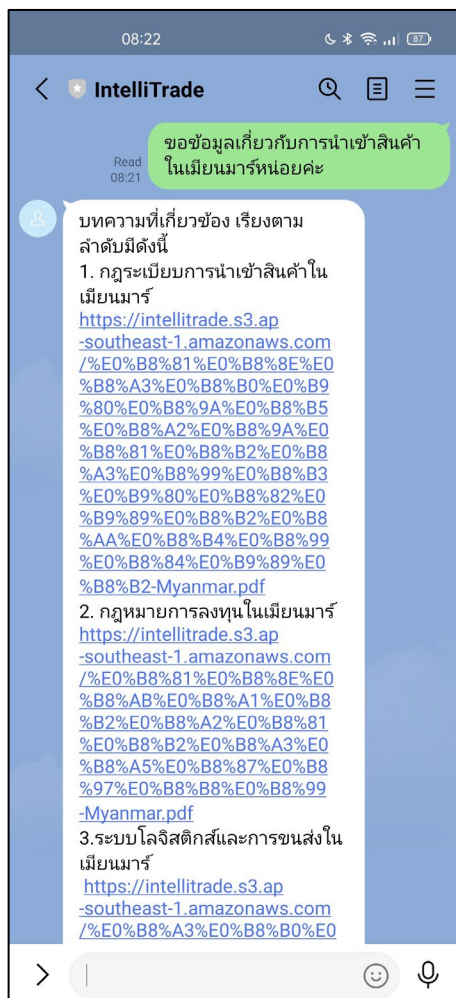 08:22
87
IntelliTrade
ขอข้อมูลเกี่ยวกับการนำเข้าสินค้า
ในเมียนมาร์หน่อยค่ะ
Read
08:21
บทความที่เกี่ยวข้อง เรียงตาม
ลำดับมีดังนี้
1. กฎระเบียบการนำเข้าสินค้าใน
เมียนมาร์
https://intellitrade.s3.ap
-southeast-1.amazonaws.com
/%E0%B8%81%E0%B8%8E%E0
%B8%A3%E0%B8%B0%E0%B9
%80%E0%B8%9A%E0%B8%B5
%E0%B8%A2%E0%B8%9A%E0
%B8%81%E0%B8%B2%E0%B8
%A3%E0%B8%99%E0%B8%B3
%E0%B9%80%E0%B8%82%E0
%B9%89%E0%B8%B2%E0%B8
%AA%E0%B8%B4%E0%B8%99
%E0%B8%84%E0%B9%89%E0
%B8%B2-Myanmar.pdf
2. กฎหมายการลงทุนในเมียนมาร์
https://intellitrade.s3.ap
-southeast-1.amazonaws.com
/%E0%B8%81%E0%B8%8E%E0
%B8%AB%E0%B8%A1%E0%B8
%B2%E0%B8%A2%E0%B8%81
%E0%B8%B2%E0%B8%A3%E0
%B8%A5%E0%B8%87%E0%B8
%97%E0%B8%B8%E0%B8%99
-Myanmar.pdf
3.ระบบโลจิสติกส์และการขนส่งใน
เมียนมาร์
https://intellitrade.s3.ap
-southeast-1.amazonaws.com
/%E0%B8%A3%E0%B8%B0%E0